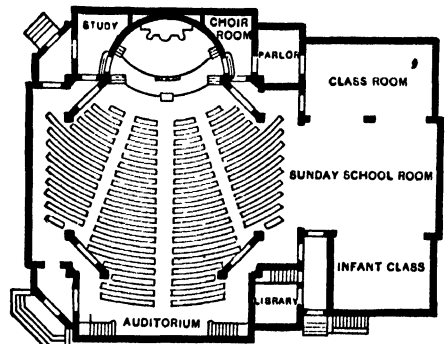 STUDY
CHOIR
ROOM
PARLOR
CLASS ROOM
SUNDAY SCHOOL ROOM
INFANT CLASS
LIBRARY
AUDITORIUM